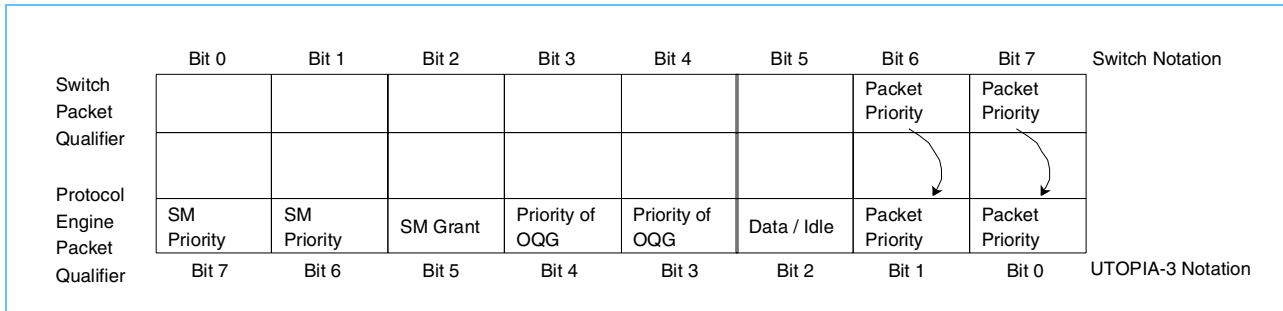 Bit 0 Bit 1 Bit 2 Bit 3 Bit 4 Bit 5 Bit 6 Bit 7 Switch Notation
Switch
Packet
Qualifier
Packet
Priority
Packet
Priority
Protocol
Engine
Packet
Qualifier
SM
Priority
SM
Priority
SM Grant
Priority of
OQG
Priority of
OQG
Data / Idle
Packet
Priority
Packet
Priority
Bit 7 Bit 6 Bit 5 Bit 4 Bit 3 Bit 2 Bit 1 Bit 0 UTOPIA-3 Notation